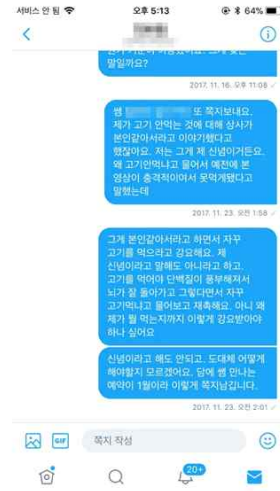 서비스 안 됨
오후 5:13
64%
말일까요?
2017. 11. 16. 오후 11:08
쌤
또 쪽지보내요.
제가 고기 안먹는 것에 대해 상사가
본인같아서라고 이야기했다고
했잖아요. 저는 그게 제 신념이거든요.
왜 고기안먹냐고 물어서 예전에 본
영상이 충격적이여서 못먹게됐다고
말했는데
2017. 11. 23. 오전 1:58
그게 본인같아서라고 하면서 자꾸
고기를 먹으라고 강요해요. 제
신념이라고 말해도 아니라고 하고.
고기를 먹어야 단백질이 풍부해져서
뇌가 잘 돌아가고 그렇다면서 자꾸
고기먹냐고 물어보고 재촉해요. 아니 왜
제가 뭘 먹는지까지 이렇게 강요받아야
하나 싶어요
신념이라고 해도 안되고. 도대체 어떻게
해야할지 모르겠어요. 담에 쌤 만나는
예약이 1월이라 이렇게 쪽지남깁니다.
2017. 11. 23. 오전 2:01
GIF
쪽지 작성
20+